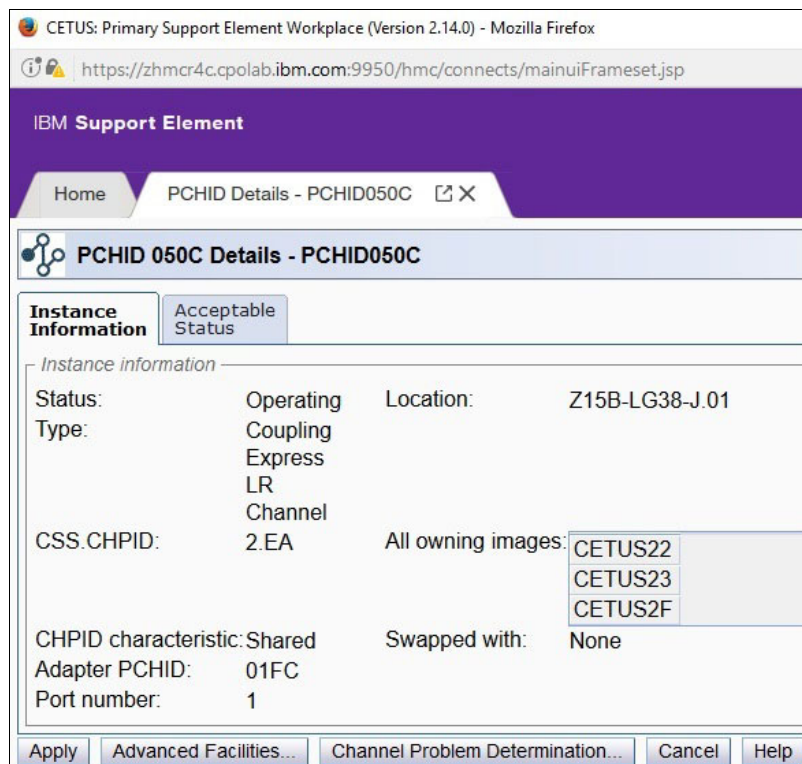 CETUS: Primary Support Element Workplace (Version 2.14.0) - Mozilla Firefox
https://zhmcr4c.cpolab.ibm.com:9950/hmc/connects/mainuiFrameset.jsp
IBM Support Element
Home PCHID Details - PCHID050C
PCHID 050C Details - PCHID050C
Instance Information
Acceptable Status
Instance information
Status: Operating Location: Z15B-LG38-J.01
Type: Coupling
Express
LR
Channel
CSS.CHPID: 2.EA All owning images: CETUS22
CETUS23
CETUS2F
CHPID characteristic: Shared Swapped with: None
Adapter PCHID: 01FC
Port number: 1
Apply Advanced Facilities... Channel Problem Determination... Cancel Help